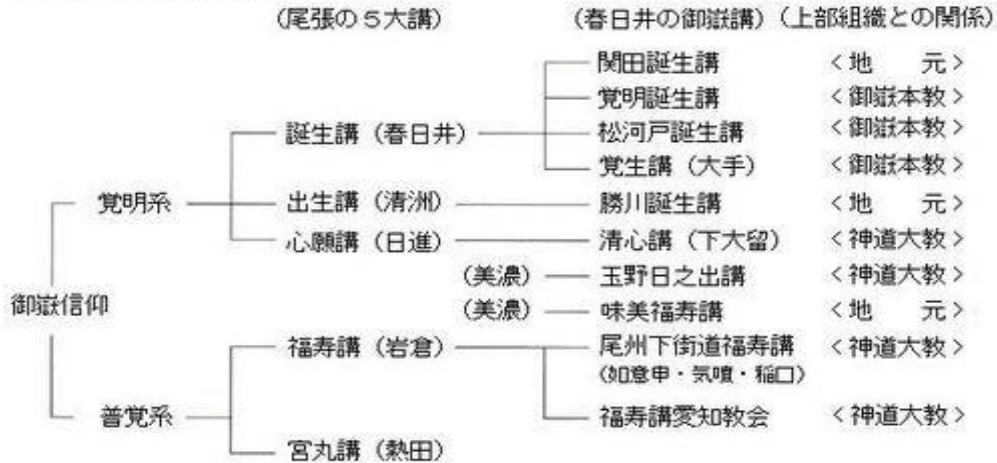 (尾張の5大講) (春日井の御嶽講) (上部組織との関係)
関田誕生講 <地 元>
覚明誕生講 <御嶽本教>
誕生講 (春日井) 松河戸誕生講 <御嶽本教>
覚生講 (大手) <御嶽本教>
覚明系 出生講 (清洲) 勝川誕生講 <地 元>
心願講 (日進) 清心講 (下大留) <神道大教>
(美濃) 玉野日之出講 <神道大教>
御嶽信仰 (美濃) 味美福寿講 <地 元>
福寿講 (岩倉) 尾州下街道福寿講 <神道大教>
(如意申・気噴・稲口)
普覚系 福寿講愛知教会 <神道大教>
宮丸講 (熱田)